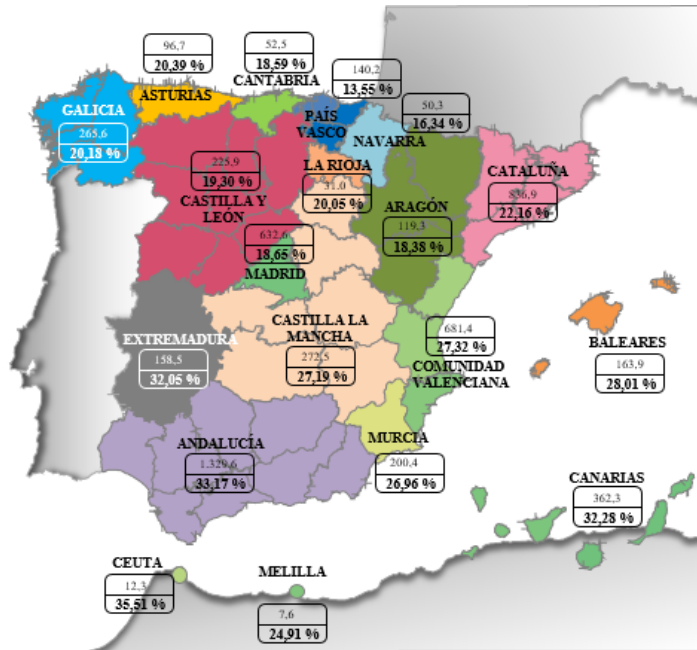 96,7
20,39 %
ASTURIAS
52,5
18,59 %
CANTABRIA
140,2
13,55 %
PAÍS
VASCO
50,3
16,34 %
NAVARRA
GALICIA
265,6
20,18 %
225,9
19,30 %
CASTILLA Y
LEÓN
LA RIOJA
31.0
20,05 %
ARAGÓN
119,3
18,38 %
CATALUÑA
836,9
22,16 %
632,6
18,65 %
MADRID
EXTREMADURA
158,5
32,05 %
CASTILLA LA
MANCHA
272,5
27,19 %
681,4
27,32 %
COMUNIDAD
VALENCIANA
BALEARES
163,9
28,01 %
ANDALUCÍA
1.329,6
33,17 %
MURCIA
200,4
26,96 %
CANARIAS
362,3
32,28 %
CEUTA
12,3
35,51 %
MELILLA
7,6
24,91 %